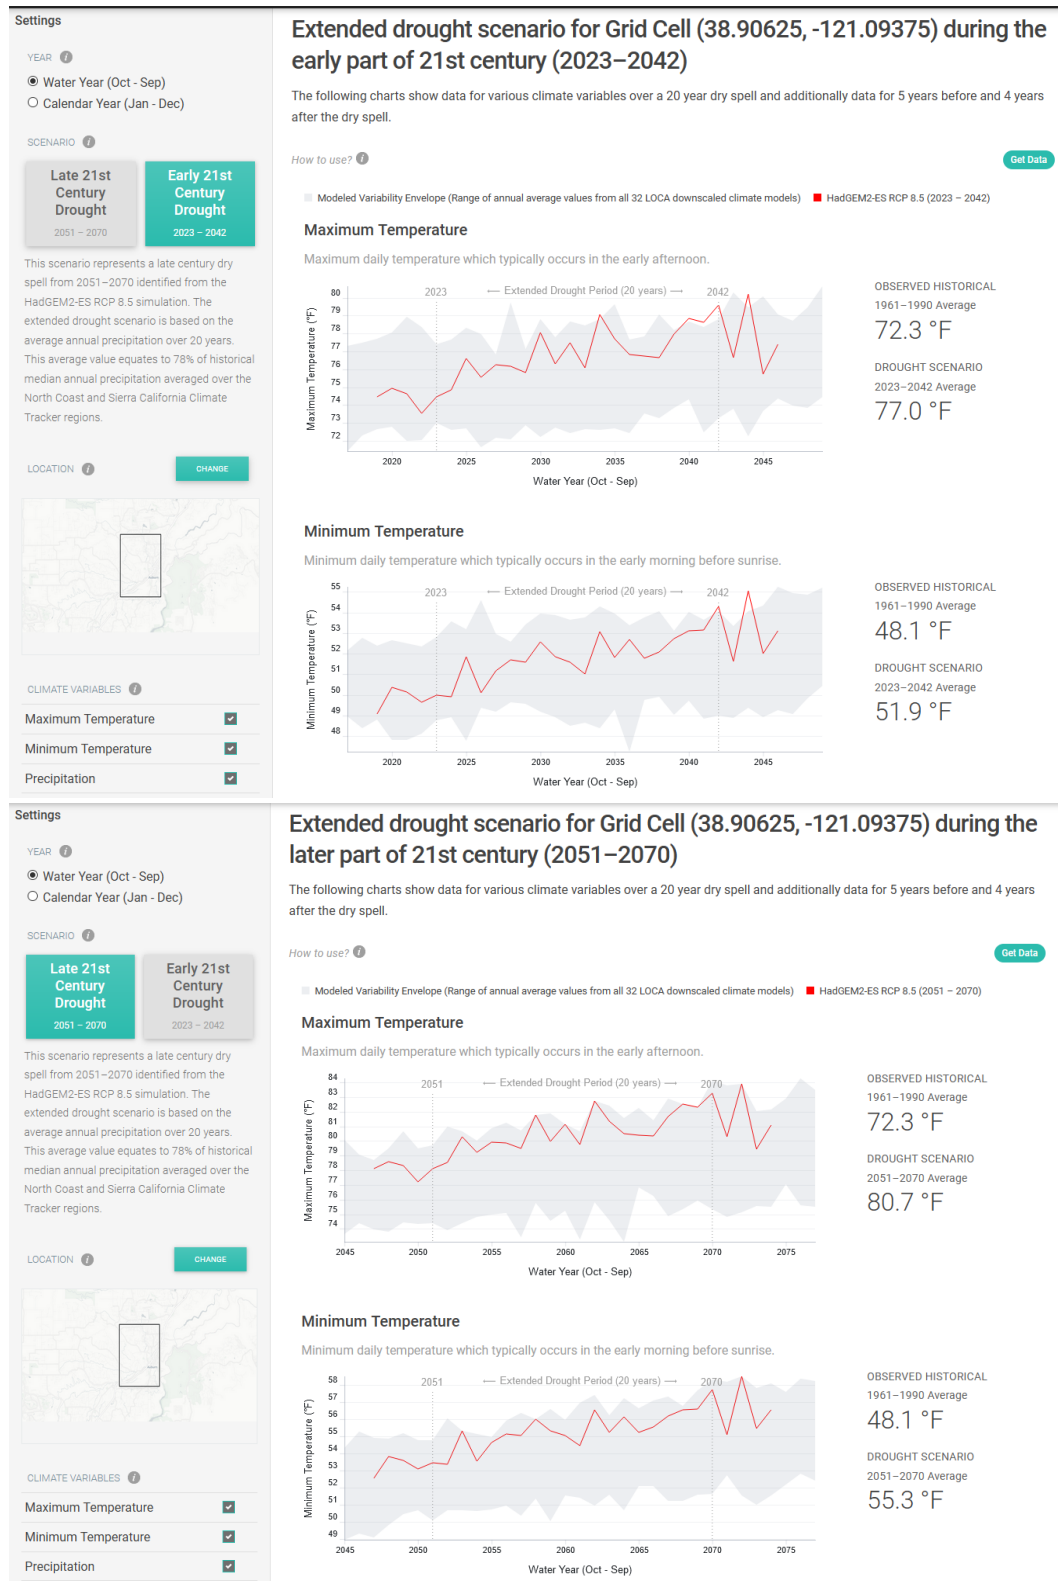 Settings
YEAR i
Water Year (Oct - Sep)
Calendar Year (Jan - Dec)
SCENARIO i
Late 21st
Century
Drought
2051 – 2070
Early 21st
Century
Drought
2023 – 2042
This scenario represents a late century dry
spell from 2051–2070 identified from the
HadGEM2-ES RCP 8.5 simulation. The
extended drought scenario is based on the
average annual precipitation over 20 years.
This average value equates to 78% of historical
median annual precipitation averaged over the
North Coast and Sierra California Climate
Tracker regions.
LOCATION i
CHANGE
CLIMATE VARIABLES i
Maximum Temperature
Minimum Temperature
Precipitation
Extended drought scenario for Grid Cell (38.90625, -121.09375) during the
early part of 21st century (2023–2042)
The following charts show data for various climate variables over a 20 year dry spell and additionally data for 5 years before and 4 years
after the dry spell.
How to use? i
Get Data
Modeled Variability Envelope (Range of annual average values from all 32 LOCA downscaled climate models)
HadGEM2-ES RCP 8.5 (2023 – 2042)
Maximum Temperature
Maximum daily temperature which typically occurs in the early afternoon.
2023
← Extended Drought Period (20 years) →
2042
Maximum Temperature (°F)
80
79
78
77
76
75
74
73
72
2020 2025 2030 2035 2040 2045
Water Year (Oct - Sep)
OBSERVED HISTORICAL
1961–1990 Average
72.3 °F
DROUGHT SCENARIO
2023–2042 Average
77.0 °F
Minimum Temperature
Minimum daily temperature which typically occurs in the early morning before sunrise.
2023
← Extended Drought Period (20 years) →
2042
Minimum Temperature (°F)
55
54
53
52
51
50
49
48
2020 2025 2030 2035 2040 2045
Water Year (Oct - Sep)
OBSERVED HISTORICAL
1961–1990 Average
48.1 °F
DROUGHT SCENARIO
2023–2042 Average
51.9 °F
Settings
YEAR i
Water Year (Oct - Sep)
Calendar Year (Jan - Dec)
SCENARIO i
Late 21st
Century
Drought
2051 – 2070
Early 21st
Century
Drought
2023 – 2042
This scenario represents a late century dry
spell from 2051–2070 identified from the
HadGEM2-ES RCP 8.5 simulation. The
extended drought scenario is based on the
average annual precipitation over 20 years.
This average value equates to 78% of historical
median annual precipitation averaged over the
North Coast and Sierra California Climate
Tracker regions.
LOCATION i
CHANGE
CLIMATE VARIABLES i
Maximum Temperature
Minimum Temperature
Precipitation
Extended drought scenario for Grid Cell (38.90625, -121.09375) during the
later part of 21st century (2051–2070)
The following charts show data for various climate variables over a 20 year dry spell and additionally data for 5 years before and 4 years
after the dry spell.
How to use? i
Get Data
Modeled Variability Envelope (Range of annual average values from all 32 LOCA downscaled climate models)
HadGEM2-ES RCP 8.5 (2051 – 2070)
Maximum Temperature
Maximum daily temperature which typically occurs in the early afternoon.
2051
← Extended Drought Period (20 years) →
2070
Maximum Temperature (°F)
84
83
82
81
80
79
78
77
76
75
74
2045 2050 2055 2060 2065 2070 2075
Water Year (Oct - Sep)
OBSERVED HISTORICAL
1961–1990 Average
72.3 °F
DROUGHT SCENARIO
2051–2070 Average
80.7 °F
Minimum Temperature
Minimum daily temperature which typically occurs in the early morning before sunrise.
2051
← Extended Drought Period (20 years) →
2070
Minimum Temperature (°F)
58
57
56
55
54
53
52
51
50
49
2045 2050 2055 2060 2065 2070 2075
Water Year (Oct - Sep)
OBSERVED HISTORICAL
1961–1990 Average
48.1 °F
DROUGHT SCENARIO
2051–2070 Average
55.3 °F